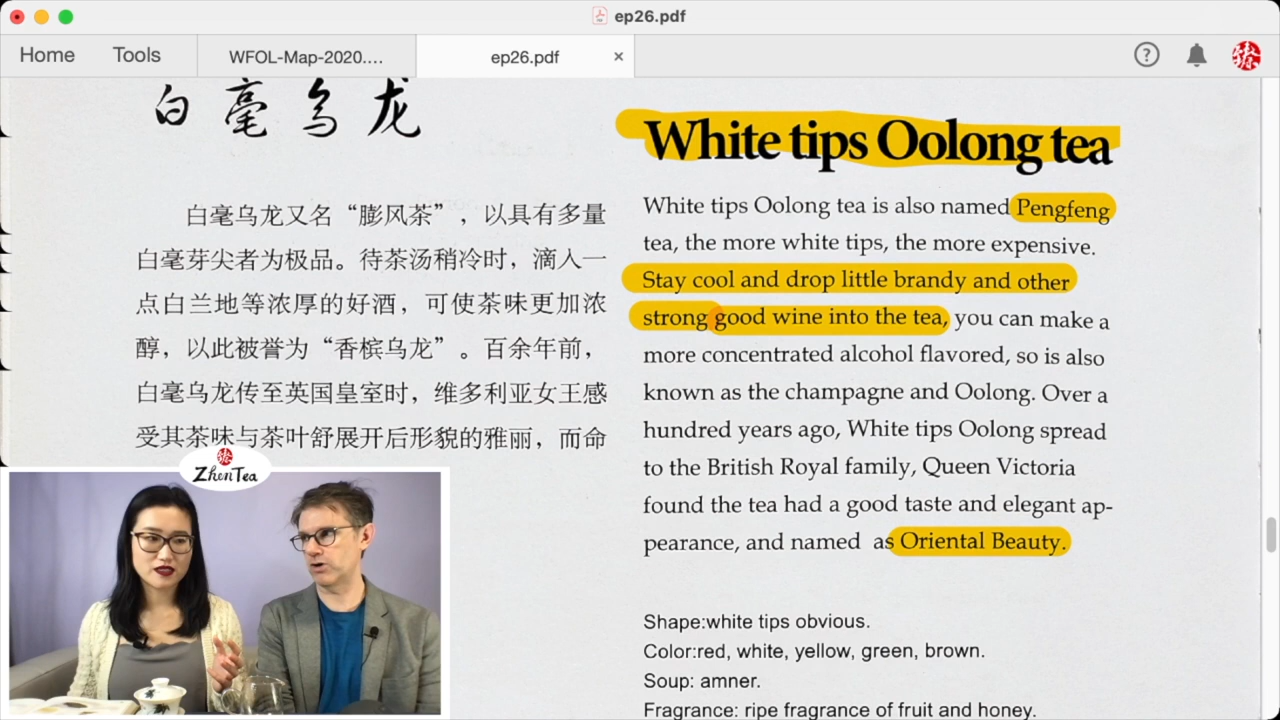 ep26.pdf
Home
Tools
WFOL-Map-2020....
ep26.pdf
×
?
白毫乌龙
白毫乌龙又名“膨风茶”，以具有多量
白毫芽尖者为极品。待茶汤稍冷时，滴入一
点白兰地等浓厚的好酒，可使茶味更加浓
醇，以此被誉为“香槟乌龙”。百余年前，
白毫乌龙传至英国皇室时，维多利亚女王感
受其茶味与茶叶舒展开后形貌的雅丽，而命
White tips Oolong tea
White tips Oolong tea is also named Pengfeng
tea, the more white tips, the more expensive.
Stay cool and drop little brandy and other
strong good wine into the tea, you can make a
more concentrated alcohol flavored, so is also
known as the champagne and Oolong. Over a
hundred years ago, White tips Oolong spread
to the British Royal family, Queen Victoria
found the tea had a good taste and elegant ap-
pearance, and named as Oriental Beauty.
Shape:white tips obvious.
Color:red, white, yellow, green, brown.
Soup: amner.
Fragrance: ripe fragrance of fruit and honey.
ZhenTea